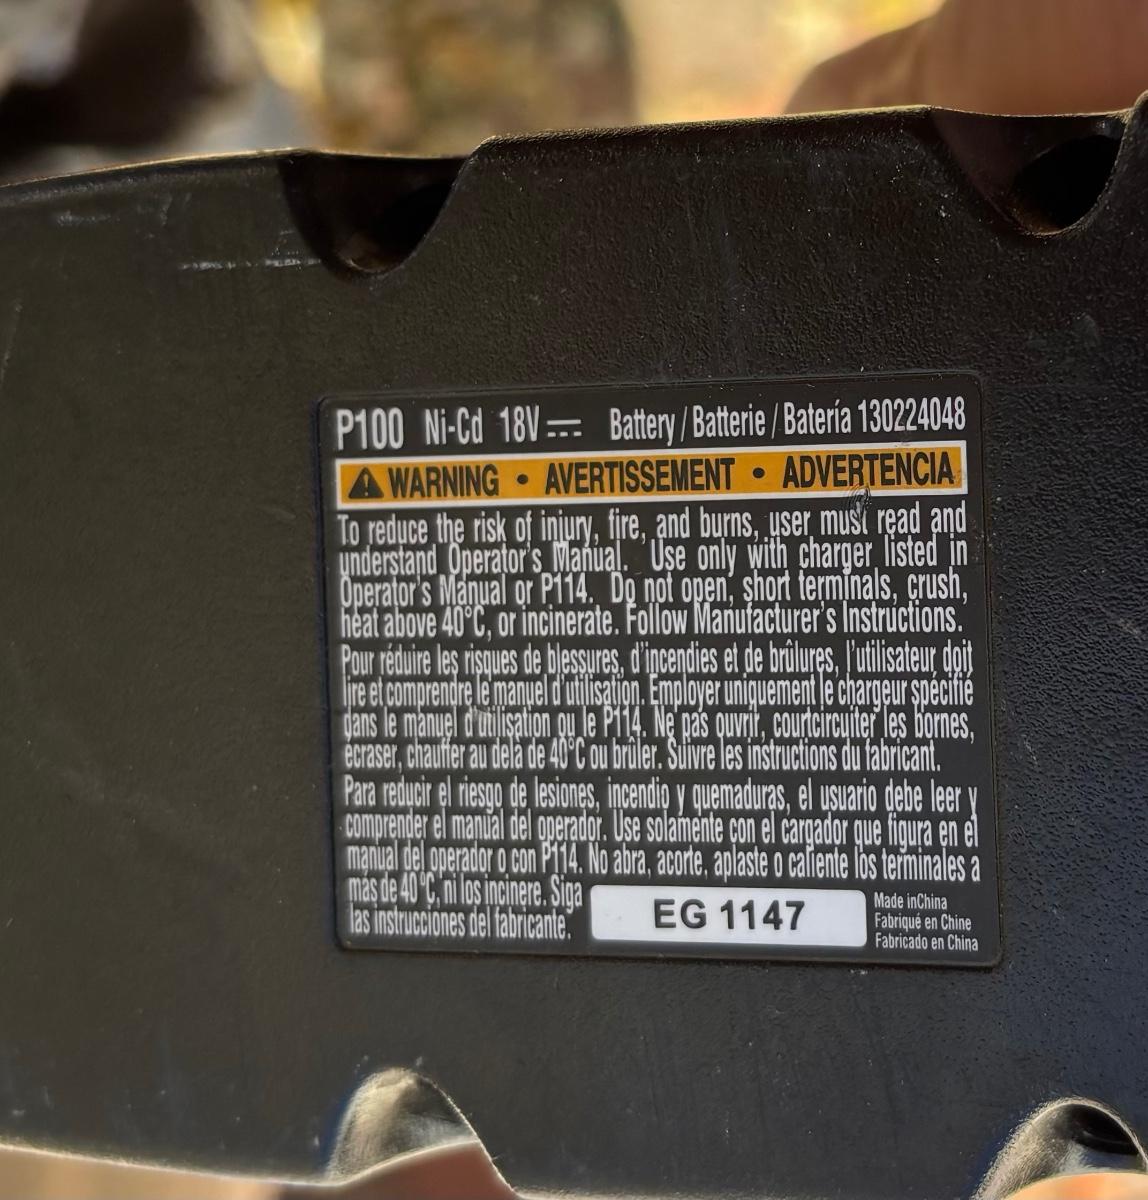 P100 Ni-Cd 18V Battery / Batterie / Batería 130224048
WARNING • AVERTISSEMENT • ADVERTENCIA
To reduce the risk of injury, fire, and burns, user must read and
understand Operator's Manual. Use only with charger listed in
Operator's Manual or P114. Do not open, short terminals, crush,
heat above 40°C, or incinerate. Follow Manufacturer's Instructions.
Pour réduire les risques de blessures, d'incendies et de brûlures, l'utilisateur doit
lire et comprendre le manuel d'utilisation. Employer uniquement le chargeur spécifié
dans le manuel d'utilisation ou le P114. Ne pas ouvrir, courtcircuiter les bornes,
écraser, chauffer au delà de 40°C ou brûler. Suivre les instructions du fabricant.
Para reducir el riesgo de lesiones, incendio y quemaduras, el usuario debe leer y
comprender el manual del operador. Use solamente con el cargador que figura en el
manual del operador o con P114. No abra, acorte, aplaste o caliente los terminales a
más de 40°C, ni los incinere. Siga
las instrucciones del fabricante.
EG 1147
Made inChina
Fabriqué en Chine
Fabricado en China